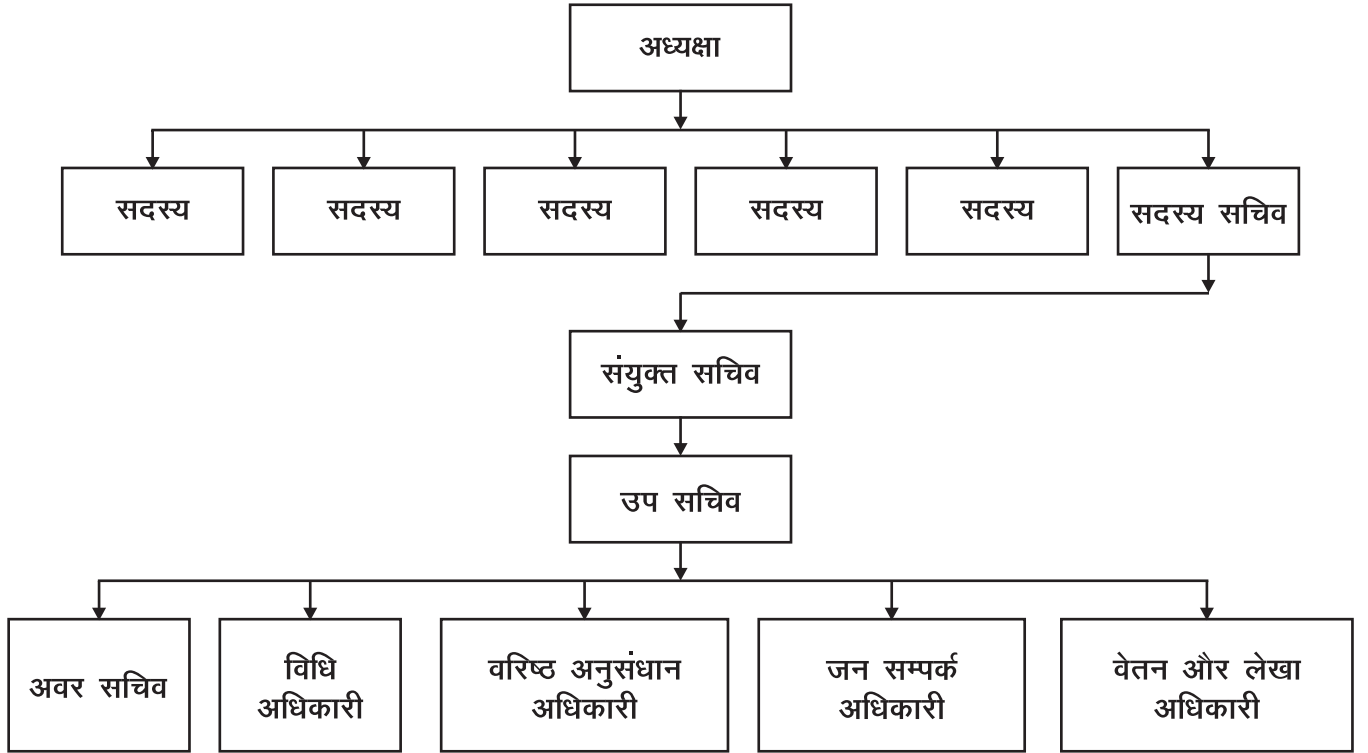 अध्यक्षा
सदस्य
सदस्य
सदस्य
सदस्य
सदस्य
सदस्य सचिव
संयुक्त सचिव
उप सचिव
अवर सचिव
विधि
अधिकारी
वरिष्ठ अनुसंधान
अधिकारी
जन सम्पर्क
अधिकारी
वेतन और लेखा
अधिकारी